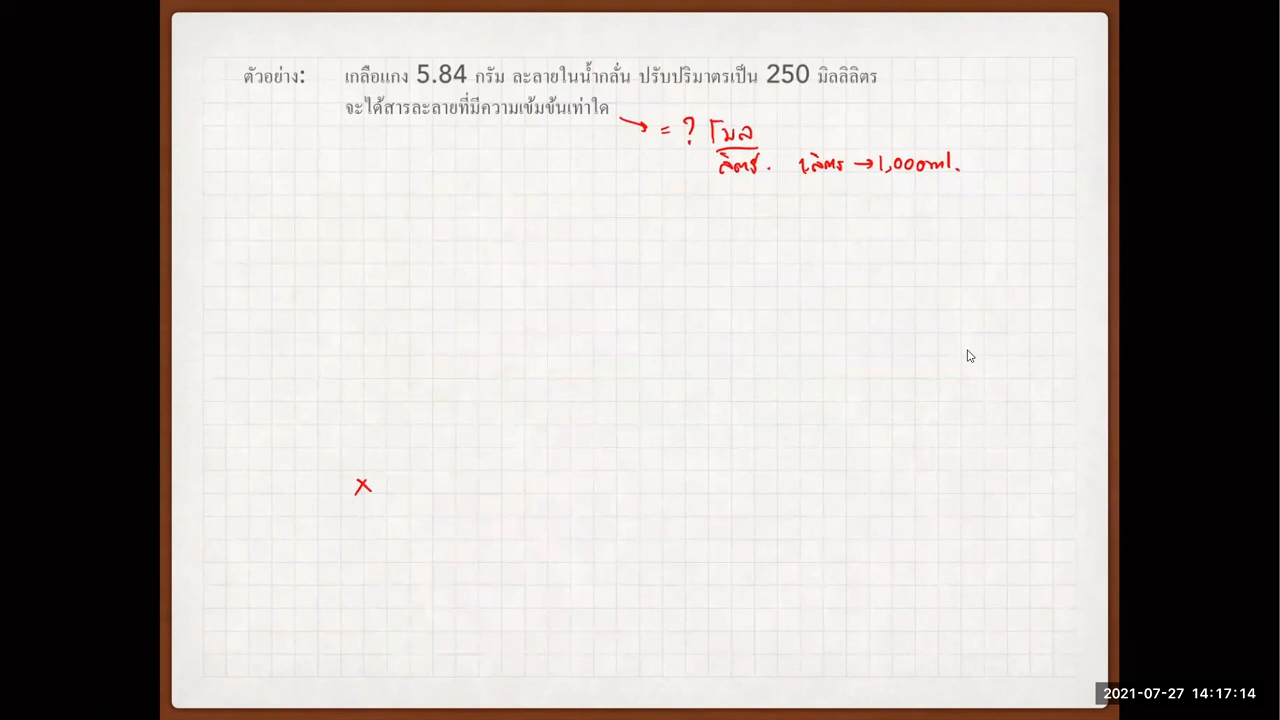 ตัวอย่าง: เกลือแกง 5.84 กรัม ละลายในน้ำกลั่น ปรับปริมาตรเป็น 250 มิลลิลิตร
จะได้สารละลายที่มีความเข้มข้นเท่าใด
→ = ? โมล
ลิตร. 1 ลิตร → 1,000 ml.
x
2021-07-27 14:17:14